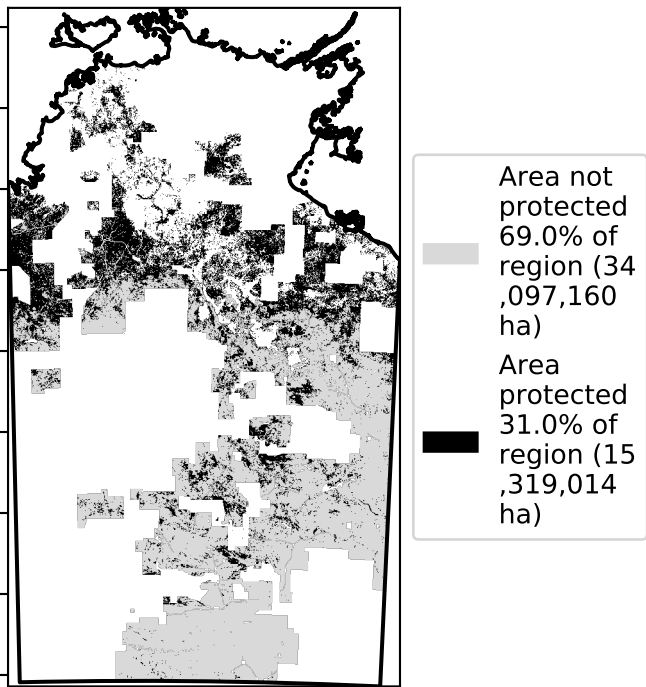 Area not
protected
69.0% of
region (34
,097,160
ha)
Area
protected
31.0% of
region (15
,319,014
ha)